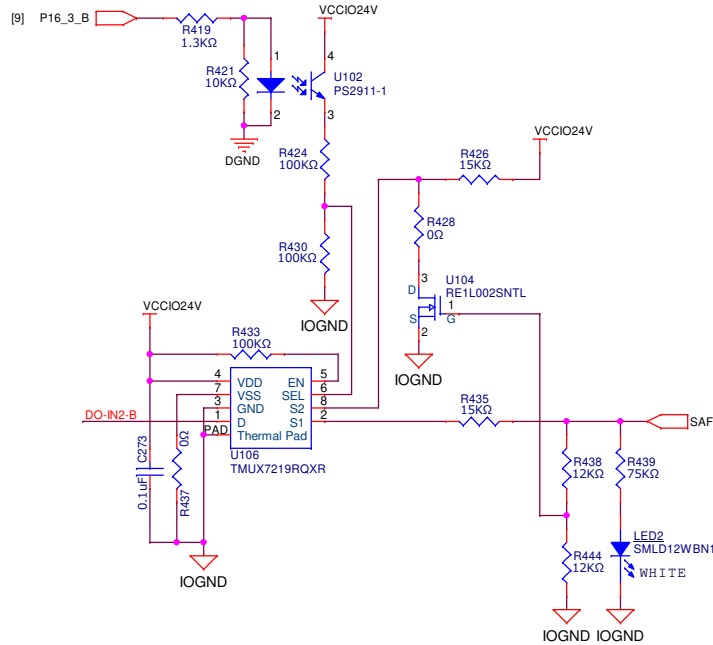 [9] P16_3_B
R419
1.3KΩ
VCCIO24V
R421
10KΩ
1
2
4
3
U102
PS2911-1
DGND
R424
100KΩ
R430
100KΩ
IOGND
VCCIO24V
R426
15KΩ
R428
0Ω
3
D
U104
RE1L002SNTL
1
G
S
2
IOGND
VCCIO24V
R433
100KΩ
4 VDD EN 5
7 VSS SEL 6
3 GND S2 8
DO-IN2-B 1 D S1 2
PAD Thermal Pad
U106
TMUX7219RQXR
C273
0.1uF
0Ω
R437
IOGND
R435
15KΩ
SAF
R438
12KΩ
R439
75KΩ
R444
12KΩ
LED2
SMLD12WBN1
WHITE
IOGND IOGND